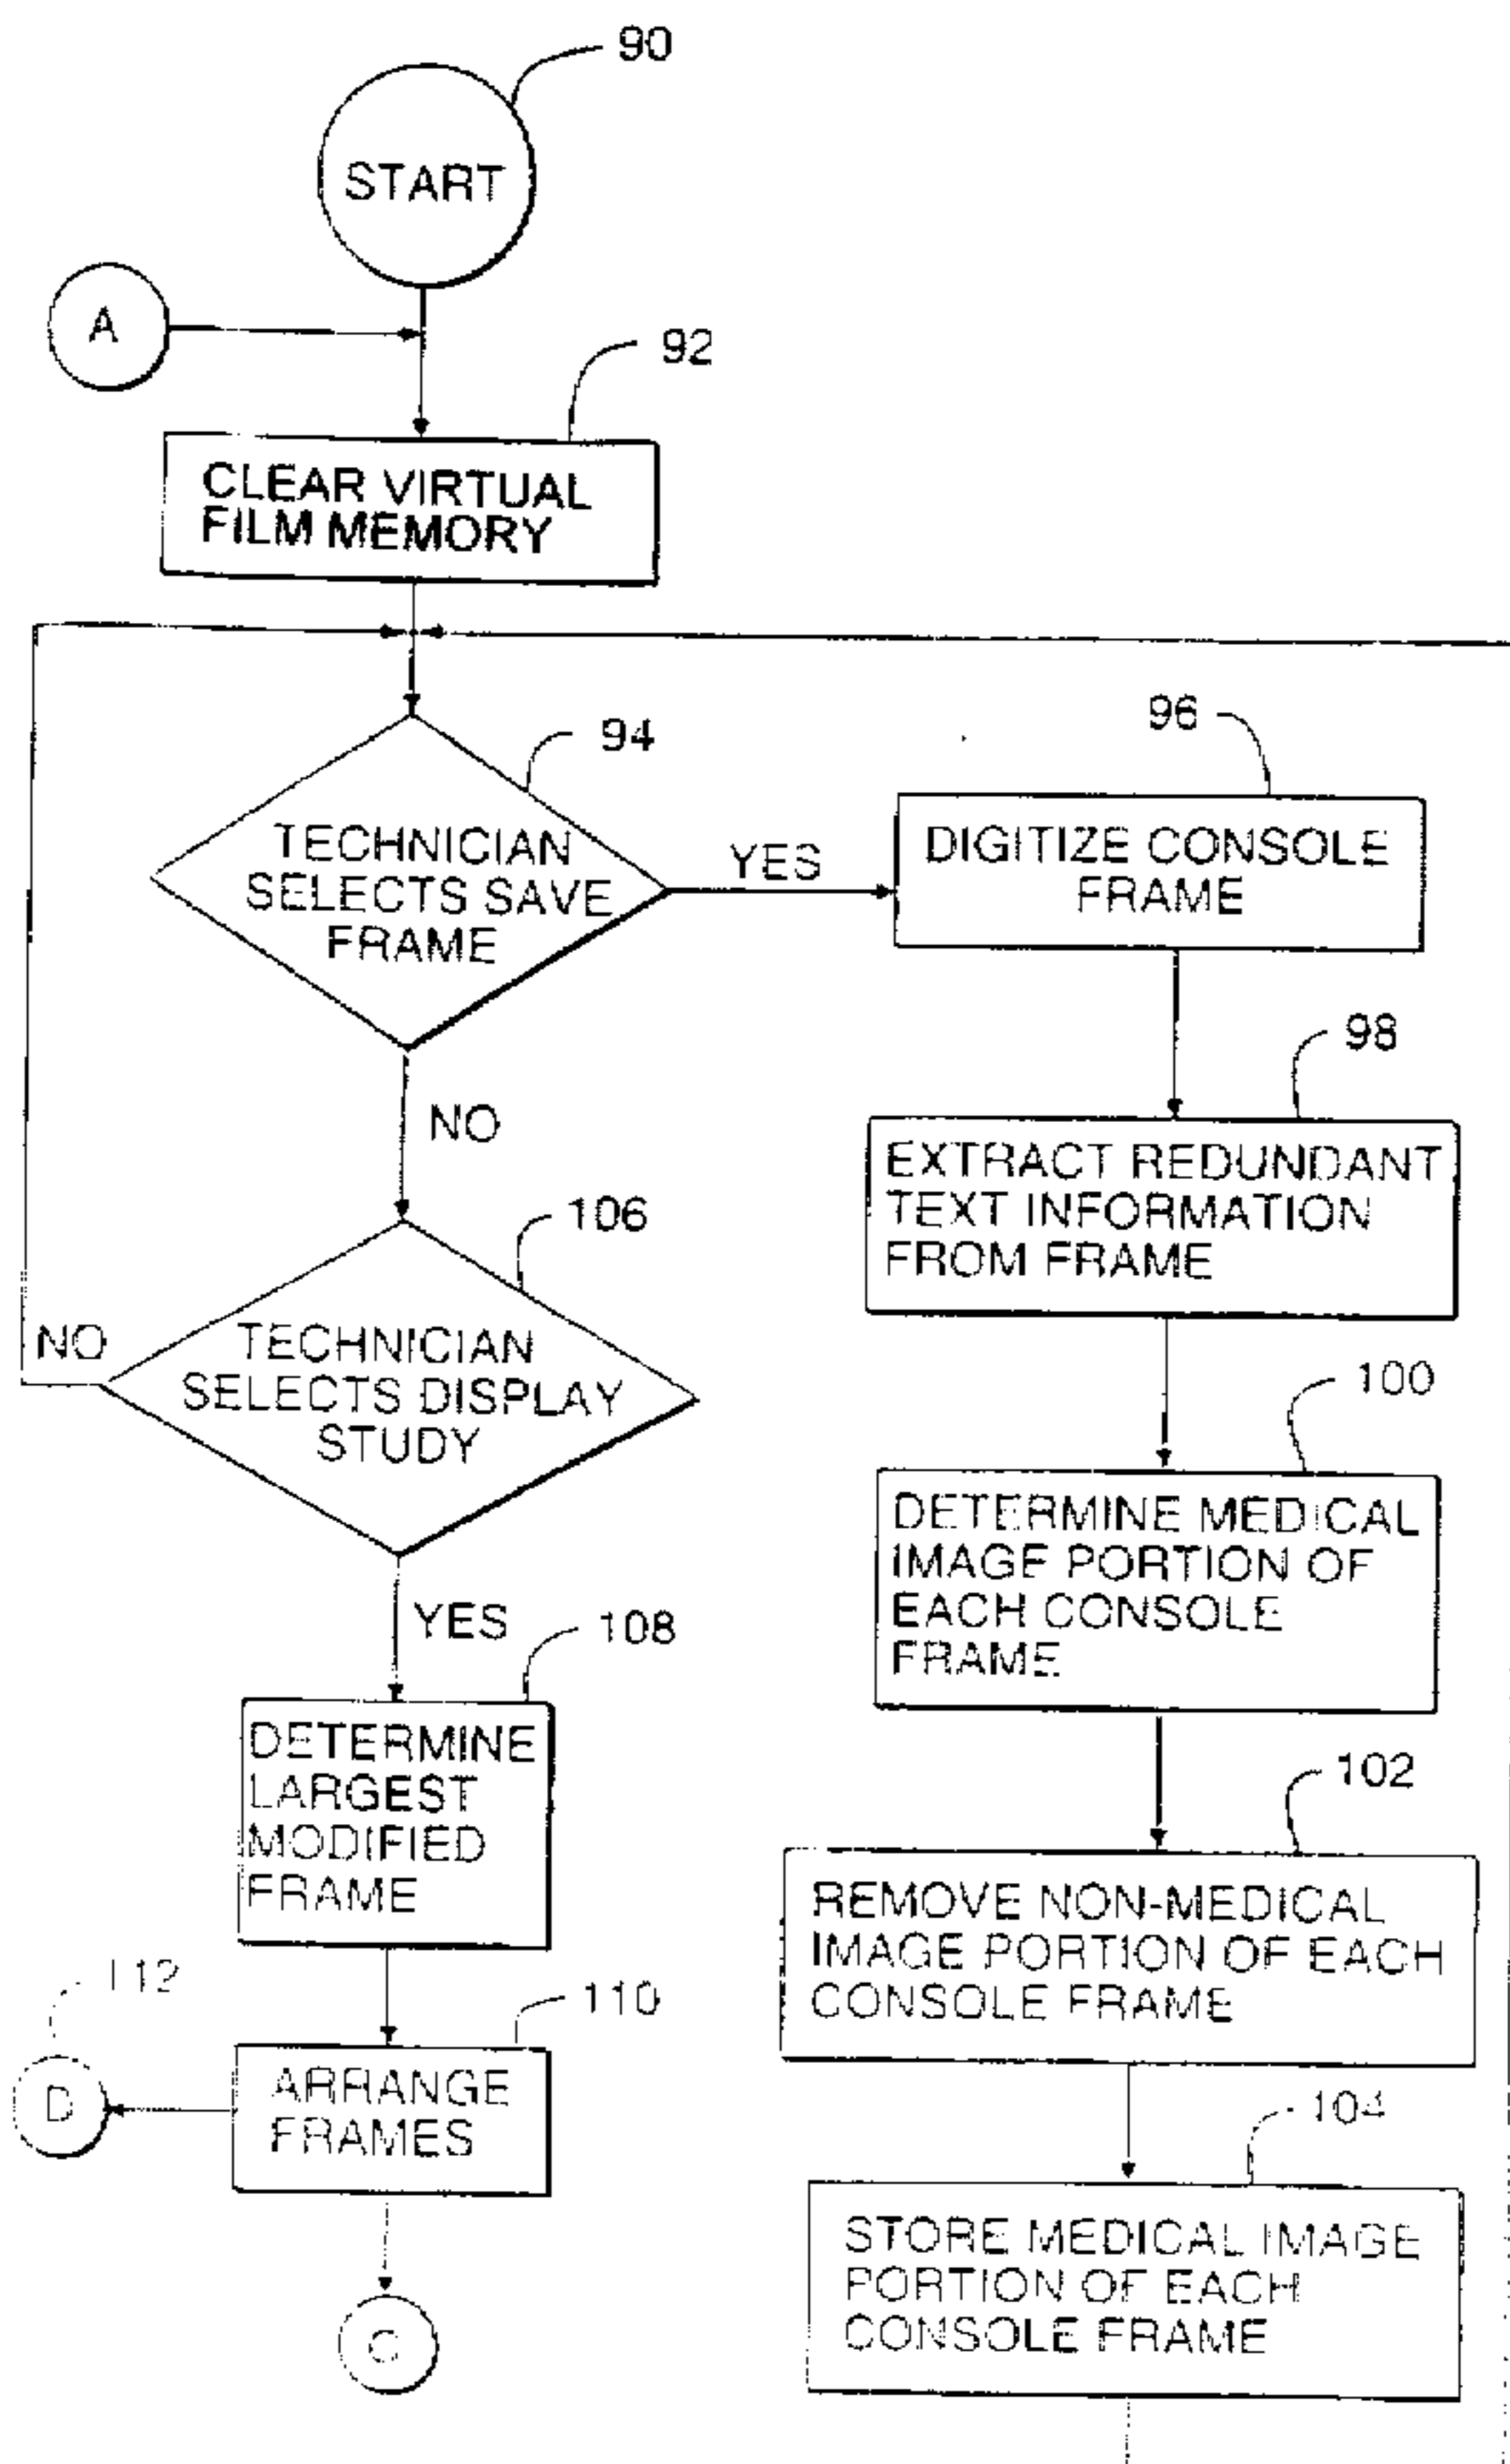 90
START
A
92
CLEAR VIRTUAL
FILM MEMORY
94
TECHNICIAN
SELECTS SAVE
FRAME
YES
96
DIGITIZE CONSOLE
FRAME
98
EXTRACT REDUNDANT
TEXT INFORMATION
FROM FRAME
NO
106
TECHNICIAN
SELECTS DISPLAY
STUDY
NO
100
DETERMINE MEDICAL
IMAGE PORTION OF
EACH CONSOLE
FRAME
YES
108
DETERMINE
LARGEST
MODIFIED
FRAME
102
REMOVE NON-MEDICAL
IMAGE PORTION OF EACH
CONSOLE FRAME
112
D
110
ARRANGE
FRAMES
104
STORE MEDICAL IMAGE
PORTION OF EACH
CONSOLE FRAME